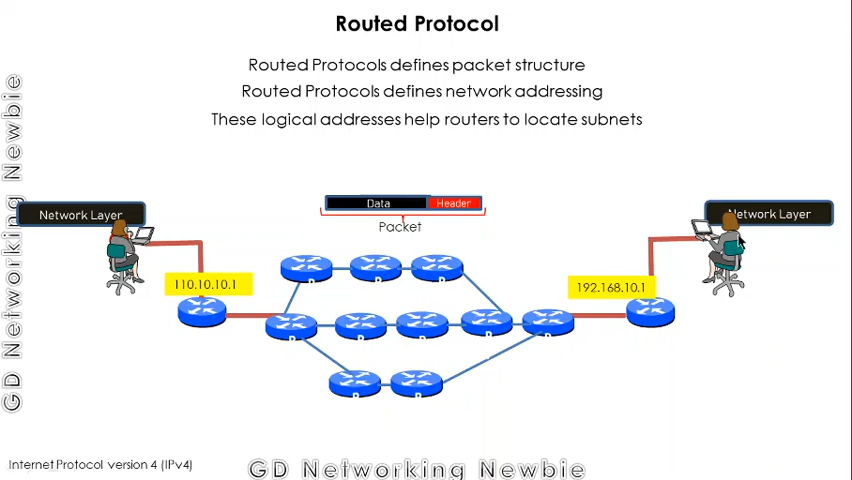 Routed Protocol
Routed Protocols defines packet structure
Routed Protocols defines network addressing
These logical addresses help routers to locate subnets
GD Networking Newbie
Network Layer
Data Header
Packet
Network Layer
110.10.10.1
192.168.10.1
Internet Protocol version 4 (IPv4)
GD Networking Newbie